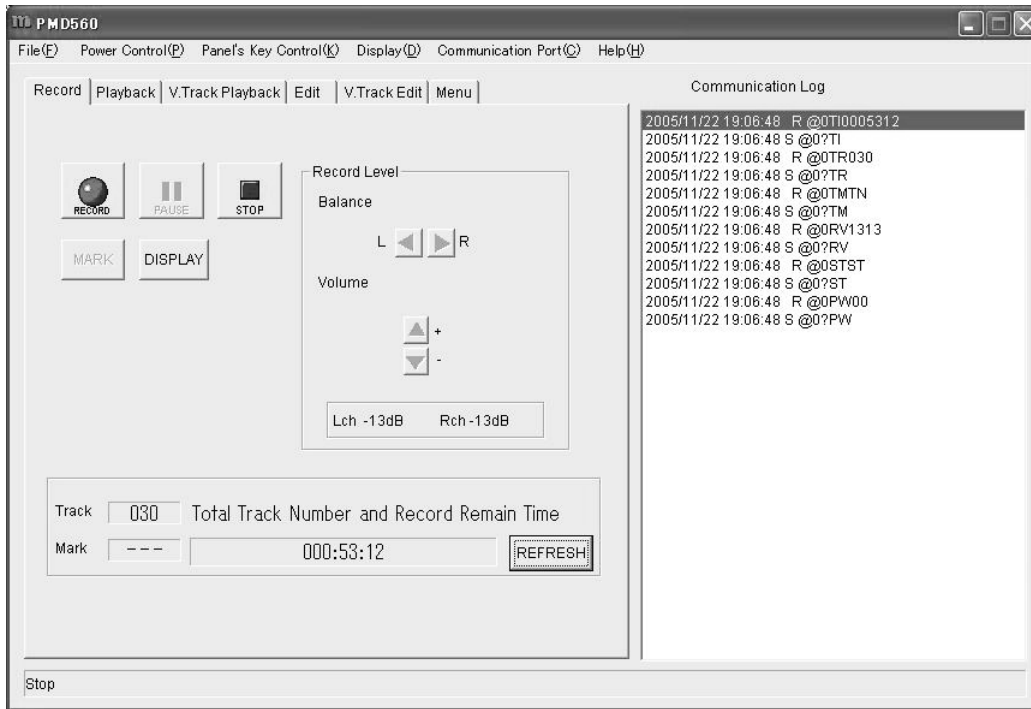 m PMD560
File(F) Power Control(P) Panel's Key Control(K) Display(D) Communication Port(C) Help(H)
Record Playback V.Track Playback Edit V.Track Edit Menu
RECORD PAUSE STOP
MARK DISPLAY
Record Level
Balance
L R
Volume
+
-
Lch -13dB Rch -13dB
Track 030 Total Track Number and Record Remain Time
Mark --- 000:53:12 REFRESH
Communication Log
2005/11/22 19:06:48 R @0TI0005312
2005/11/22 19:06:48 S @0?TI
2005/11/22 19:06:48 R @0TR030
2005/11/22 19:06:48 S @0?TR
2005/11/22 19:06:48 R @0TMTN
2005/11/22 19:06:48 S @0?TM
2005/11/22 19:06:48 R @0RV1313
2005/11/22 19:06:48 S @0?RV
2005/11/22 19:06:48 R @0STST
2005/11/22 19:06:48 S @0?ST
2005/11/22 19:06:48 R @0PW00
2005/11/22 19:06:48 S @0?PW
Stop